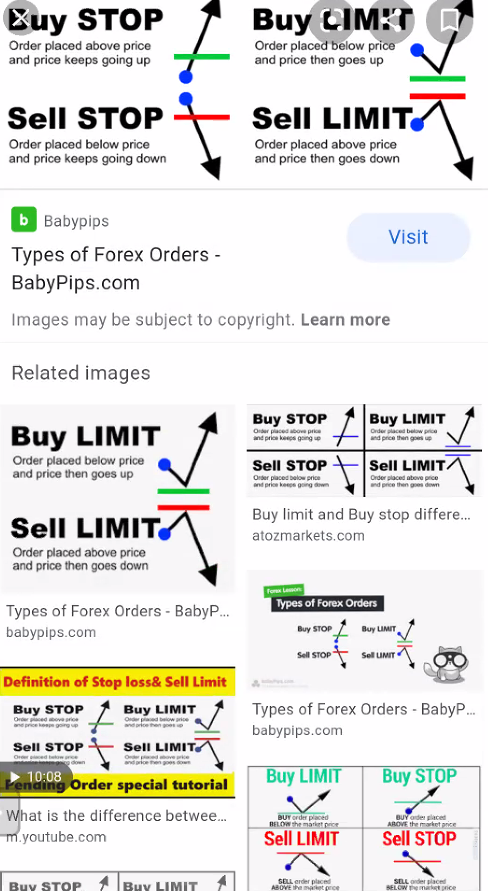 Buy STOP
Order placed above price
and price keeps going up
Buy LIMIT
Order placed below price
and price then goes up
Sell STOP
Order placed below price
and price keeps going down
Sell LIMIT
Order placed above price
and price then goes down
b Babypips
Types of Forex Orders -
BabyPips.com
Visit
Images may be subject to copyright. Learn more
Related images
Buy LIMIT
Order placed below price
and price then goes up
Sell LIMIT
Order placed above price
and price then goes down
Types of Forex Orders - BabyP...
babypips.com
Buy STOP
Order placed above price
and price keeps going up
Buy LIMIT
Order placed below price
and price then goes up
Sell STOP
Order placed below price
and price keeps going down
Sell LIMIT
Order placed above price
and price then goes down
Buy limit and Buy stop differe...
atozmarkets.com
Forex Lesson:
Types of Forex Orders
Buy STOP
Buy LIMIT
Sell STOP
Sell LIMIT
babypips.com
Types of Forex Orders - BabyP...
babypips.com
Definition of Stop loss& Sell Limit
Buy STOP
Order placed above price
and price keeps going up
Buy LIMIT
Order placed below price
and price then goes up
Sell STOP
Order placed below price
and price keeps going down
Sell LIMIT
Order placed above price
and price then goes down
10:08
Pending Order special tutorial
What is the difference betwee...
m.youtube.com
Buy LIMIT
BUY order placed
BELOW the market price
Buy STOP
BUY order placed
ABOVE the market price
Sell LIMIT
SELL order placed
ABOVE the market price
Sell STOP
SELL order placed
BELOW the market price
Buy STOP
Buy LIMIT